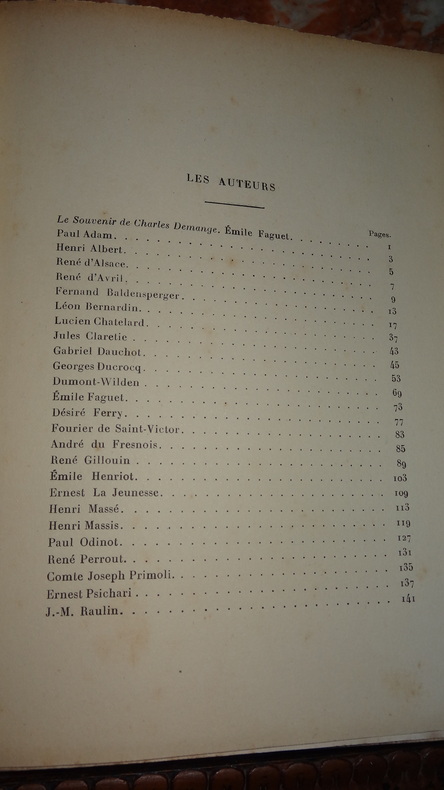 LES AUTEURS
Pages.
Le Souvenir de Charles Demange. Émile Faguet. . . . . . . . . 1
Paul Adam. . . . . . . . . . . . . . . . . . . 3
Henri Albert. . . . . . . . . . . . . . . . . . 5
René d'Alsace. . . . . . . . . . . . . . . . . . 7
René d'Avril. . . . . . . . . . . . . . . . . . 9
Fernand Baldensperger. . . . . . . . . . . . . . . 13
Léon Bernardin. . . . . . . . . . . . . . . . . 17
Lucien Chatelard. . . . . . . . . . . . . . . . . 37
Jules Claretie . . . . . . . . . . . . . . . . . 43
Gabriel Dauchot. . . . . . . . . . . . . . . . . 45
Georges Ducrocq. . . . . . . . . . . . . . . . . 53
Dumont-Wilden . . . . . . . . . . . . . . . . . 69
Émile Faguet. . . . . . . . . . . . . . . . . . 73
Désiré Ferry. . . . . . . . . . . . . . . . . . 77
Fourier de Saint-Victor. . . . . . . . . . . . . . . 83
André du Fresnois. . . . . . . . . . . . . . . . 85
René Gillouin . . . . . . . . . . . . . . . . . 89
Émile Henriot. . . . . . . . . . . . . . . . . . 103
Ernest La Jeunesse. . . . . . . . . . . . . . . . 109
Henri Massé. . . . . . . . . . . . . . . . . . 113
Henri Massis. . . . . . . . . . . . . . . . . . 119
Paul Odinot. . . . . . . . . . . . . . . . . . 127
René Perrout. . . . . . . . . . . . . . . . . . 131
Comte Joseph Primoli. . . . . . . . . . . . . . . 135
Ernest Psichari . . . . . . . . . . . . . . . . . 137
J.-M. Raulin. . . . . . . . . . . . . . . . . . 141